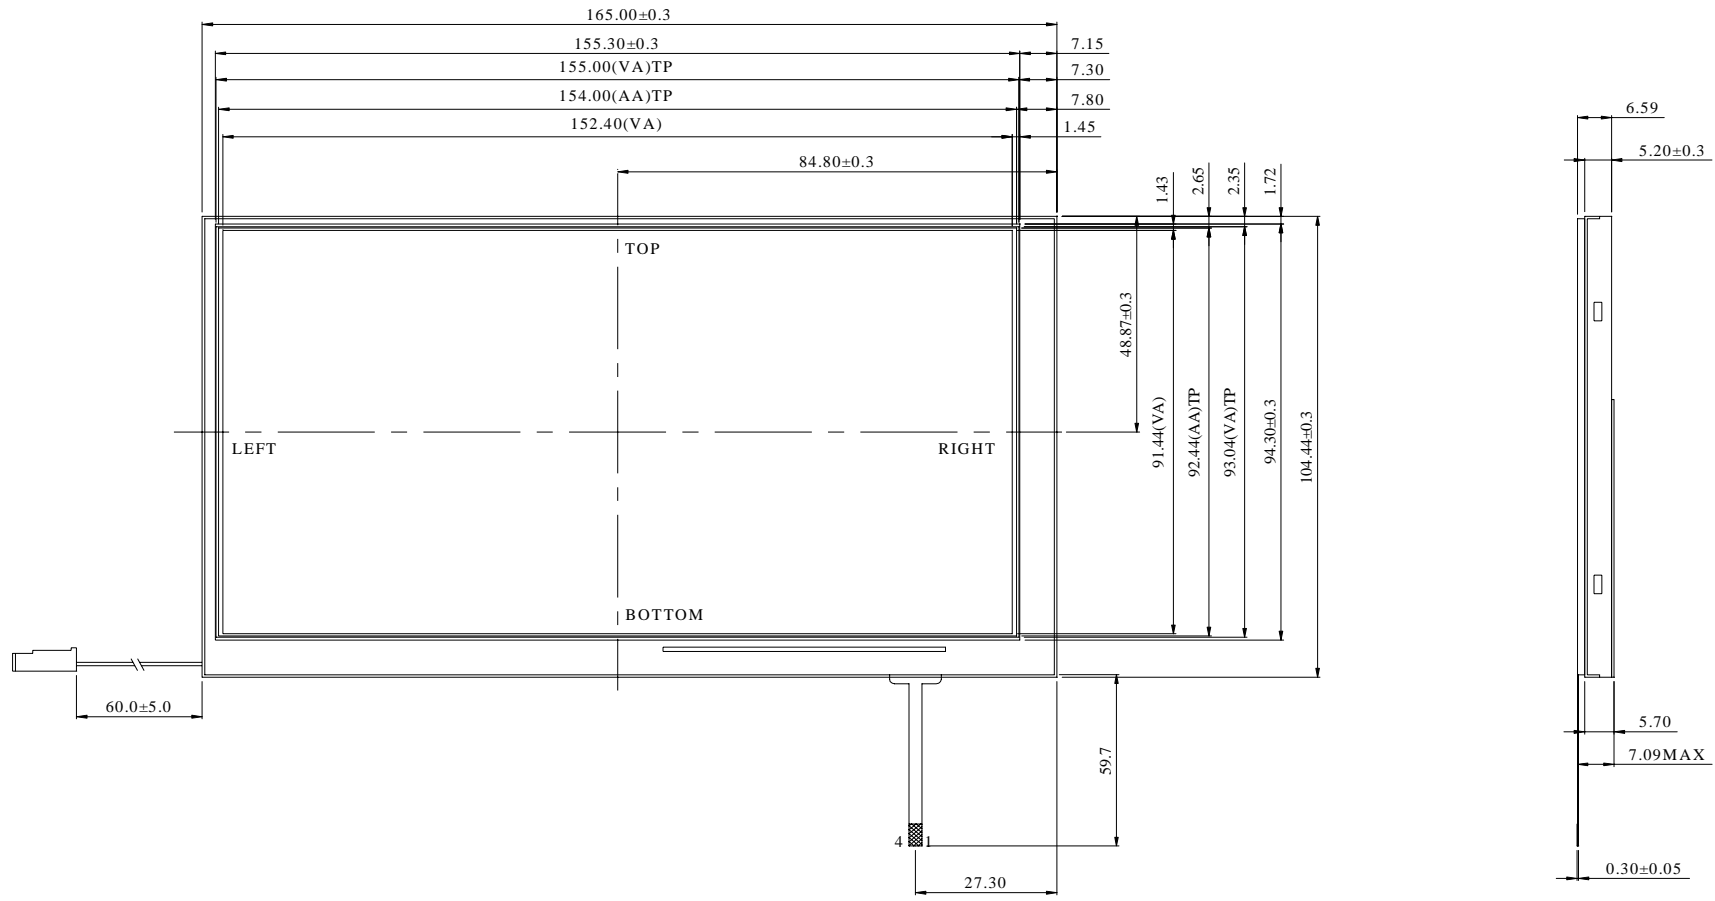 165.00±0.3
155.30±0.3
7.15
155.00(VA)TP
7.30
154.00(AA)TP
7.80
152.40(VA)
1.45
84.80±0.3
1.43
2.65
2.35
1.72
6.59
5.20±0.3
TOP
48.87±0.3
LEFT
RIGHT
91.44(VA)
92.44(AA)TP
93.04(VA)TP
94.30±0.3
104.44±0.3
BOTTOM
60.0±5.0
59.7
4
1
27.30
5.70
7.09MAX
0.30±0.05